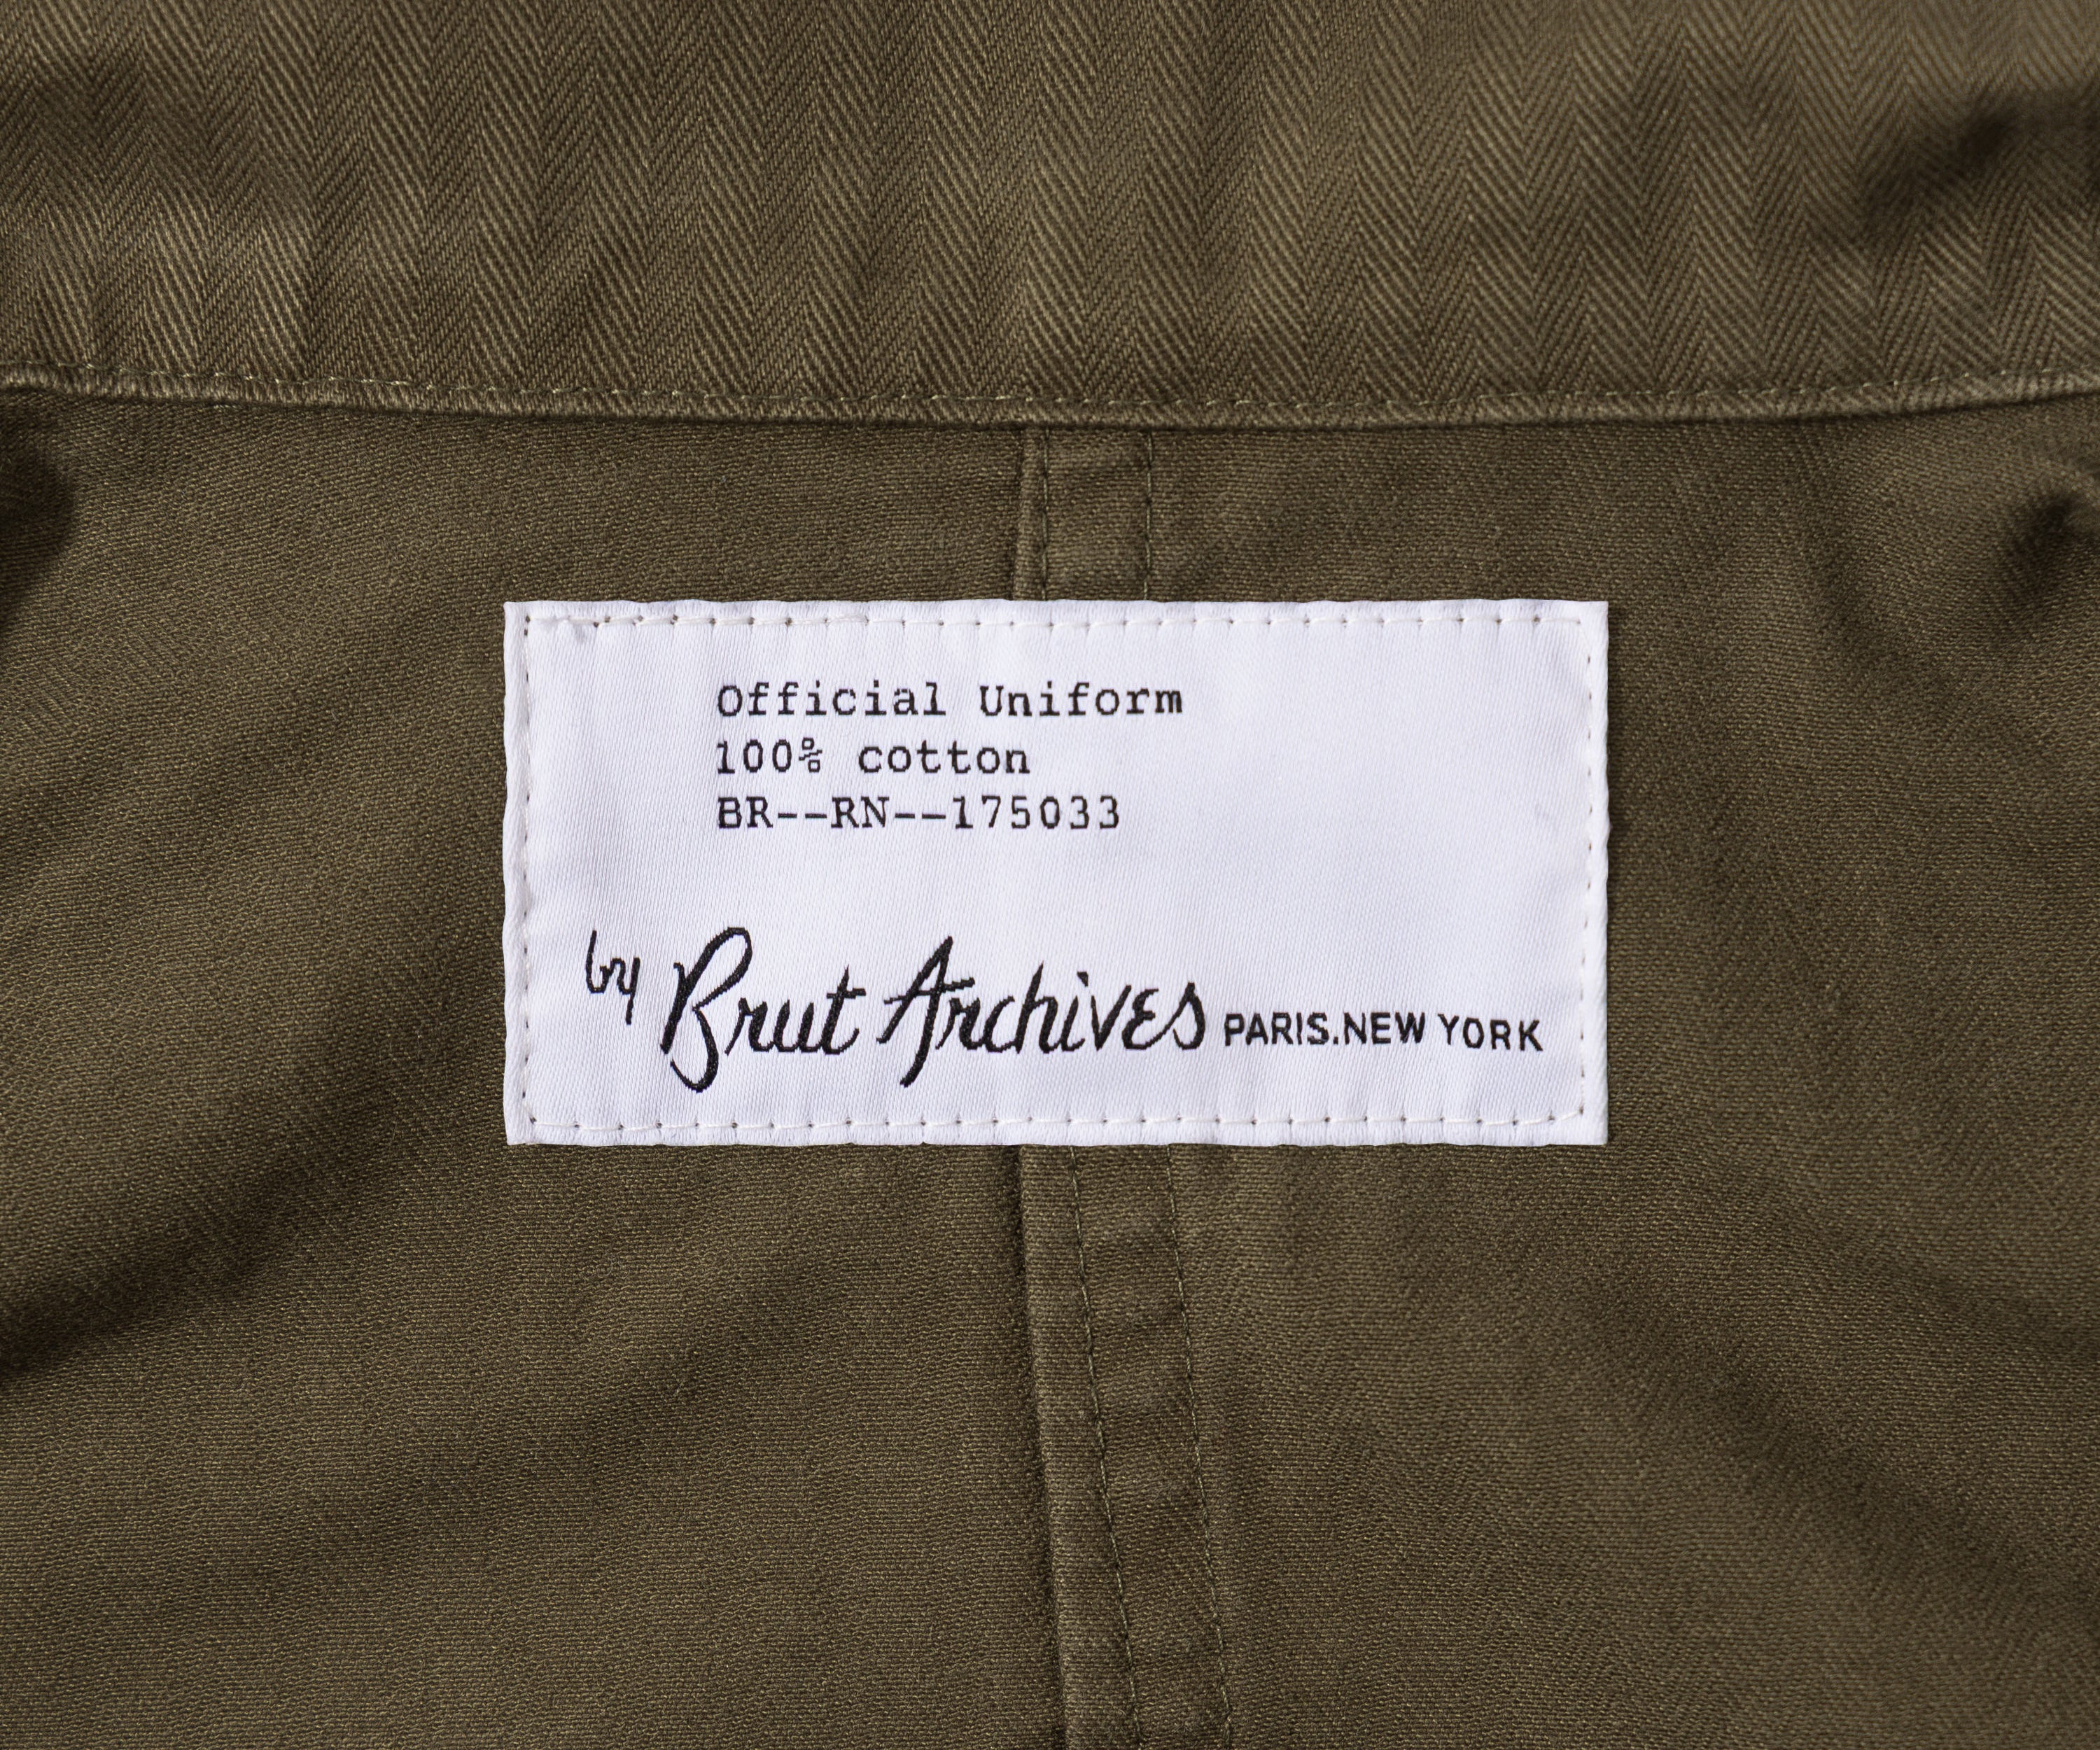 Official Uniform
100% cotton
BR--RN--175033
by Brut Archives PARIS.NEW YORK